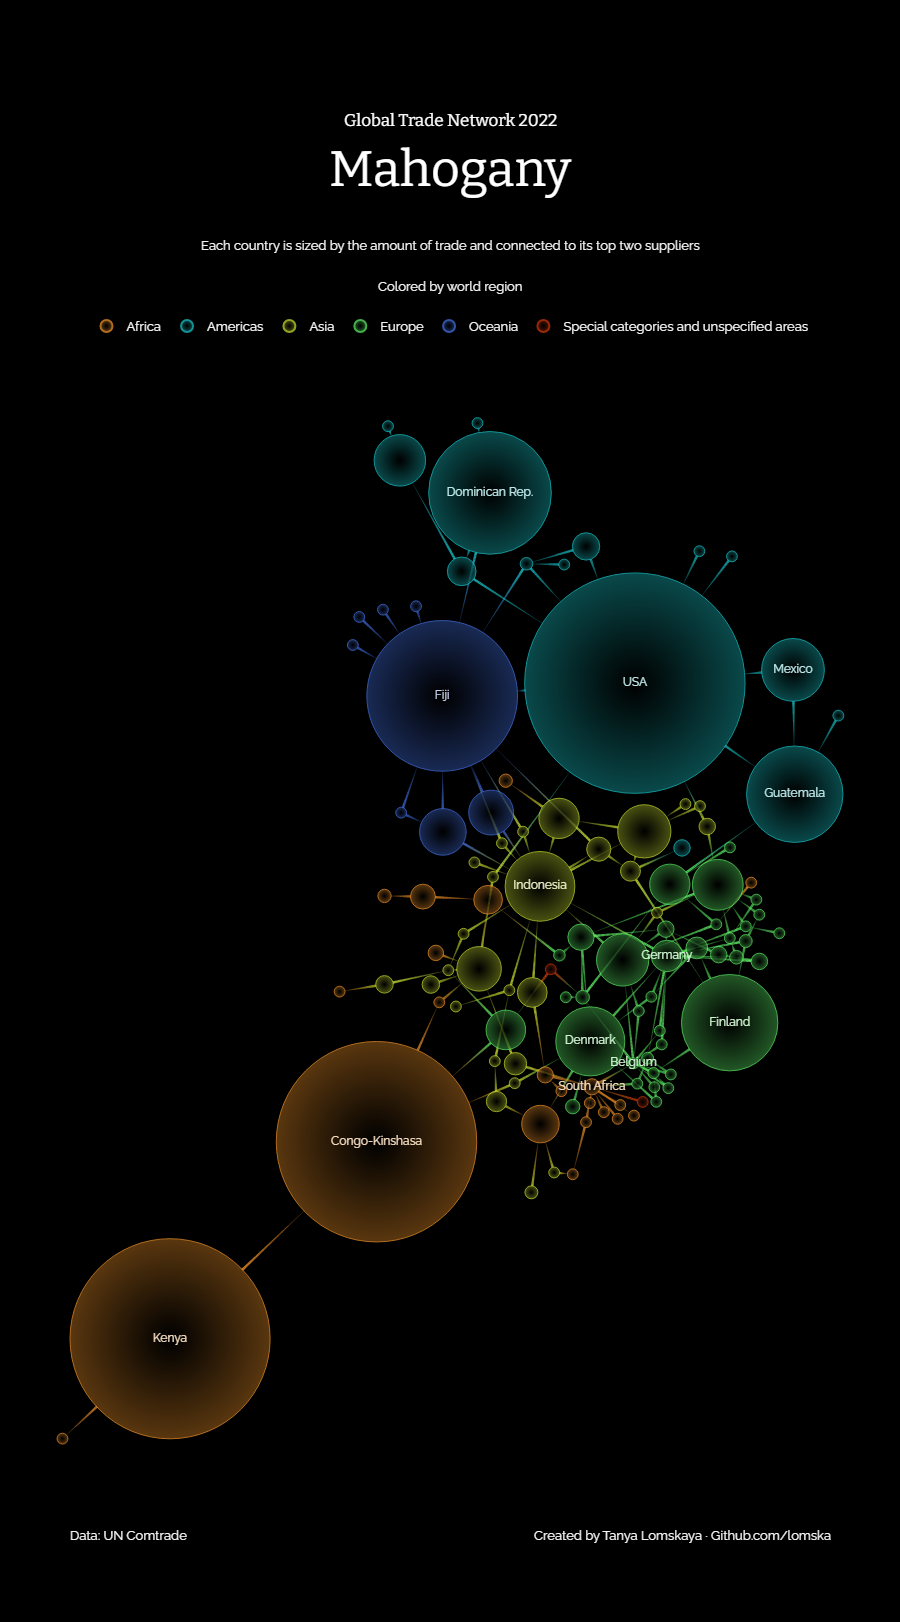 Global Trade Network 2022
Mahogany
Each country is sized by the amount of trade and connected to its top two suppliers
Colored by world region
Africa Americas Asia Europe Oceania Special categories and unspecified areas
Dominican Rep.
USA
Mexico
Fiji
Guatemala
Indonesia
Germany
Finland
Denmark
Belgium
South Africa
Congo-Kinshasa
Kenya
Data: UN Comtrade
Created by Tanya Lomskaya · Github.com/lomska